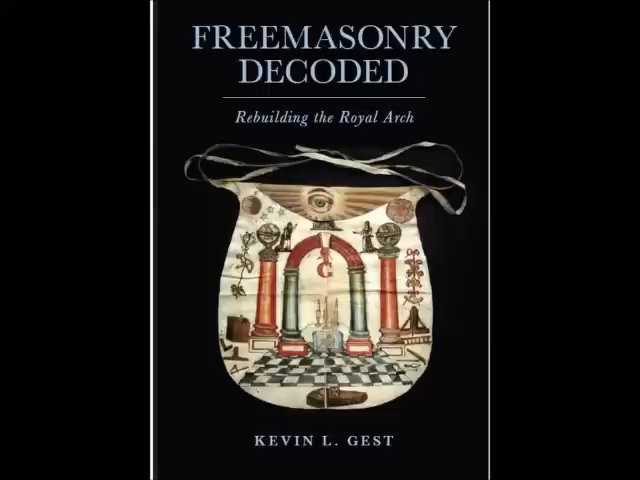 FREEMASONRY
DECODED
Rebuilding the Royal Arch
G
KEVIN L. GEST